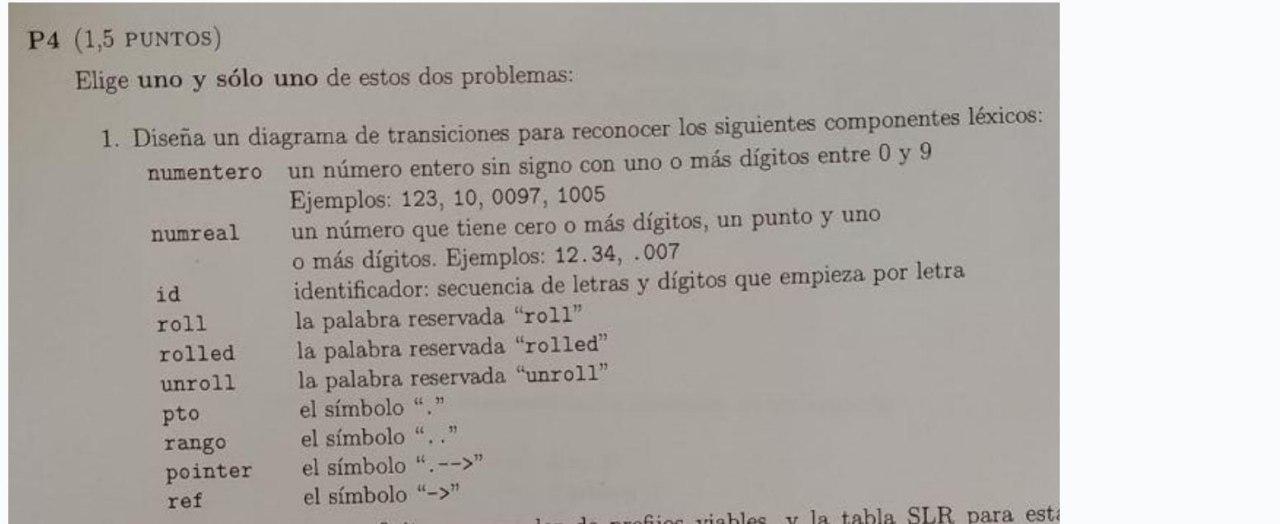 P4 (1,5 PUNTOS)
Elige uno y sólo uno de estos dos problemas:
1. Diseña un diagrama de transiciones para reconocer los siguientes componentes léxicos:
numentero un número entero sin signo con uno o más dígitos entre 0 y 9
Ejemplos: 123, 10, 0097, 1005
numreal un número que tiene cero o más dígitos, un punto y uno
o más dígitos. Ejemplos: 12.34, .007
id identificador: secuencia de letras y dígitos que empieza por letra
roll la palabra reservada “roll”
rolled la palabra reservada “rolled”
unroll la palabra reservada “unroll”
pto el símbolo “.”
rango el símbolo “..”
pointer el símbolo “.-->”
ref el símbolo “->”
de prefijos viables, y la tabla SLR para